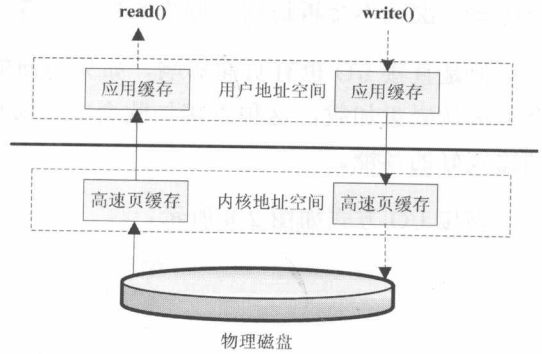 read() write()
应用缓存 用户地址空间 应用缓存
高速页缓存 内核地址空间 高速页缓存
物理磁盘